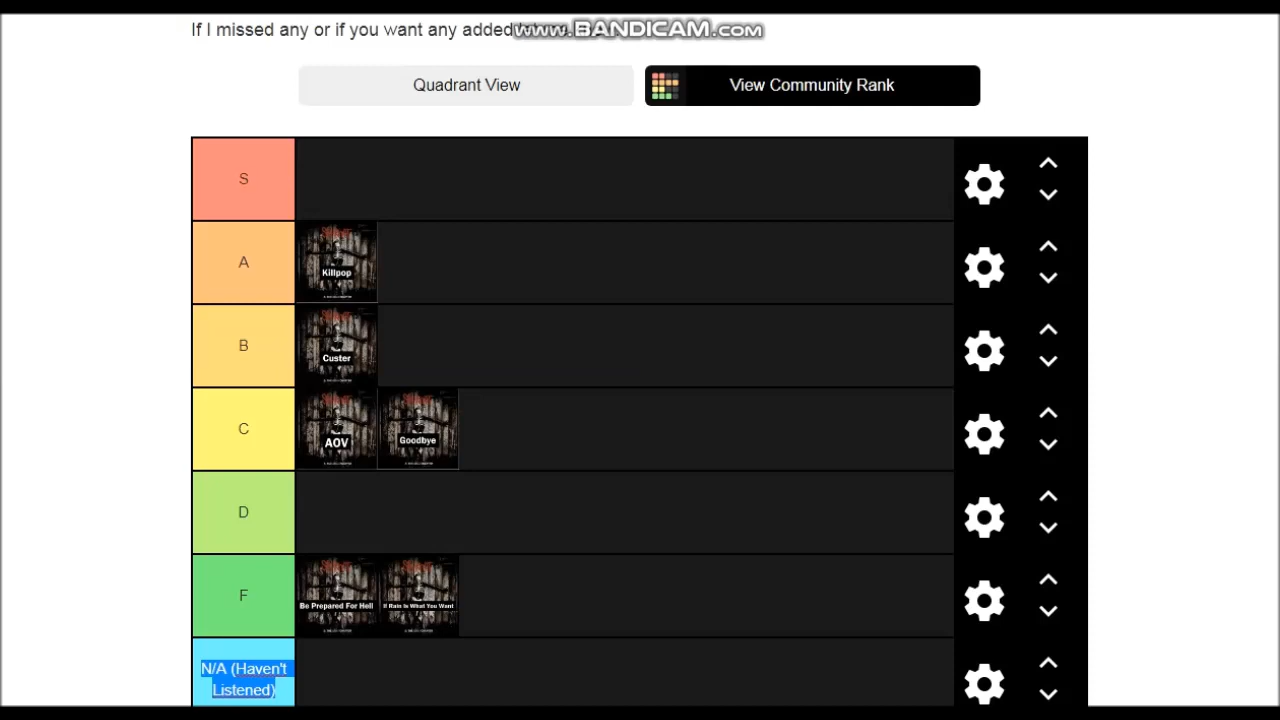 If I missed any or if you want any added
www.BANDICAM.com
Quadrant View
View Community Rank
S
A
Killpop
B
Custer
C
AOV
Goodbye
D
F
Be Prepared For Hell
If Rain Is What You Want
N/A (Haven't
Listened)